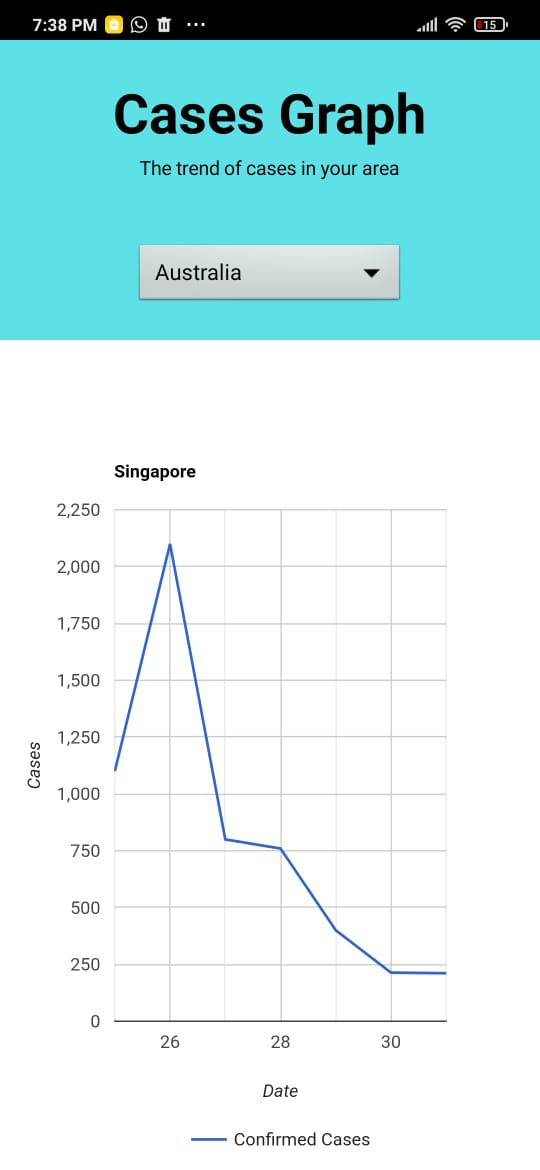 7:38 PM ...
15
Cases Graph
The trend of cases in your area
Australia
Singapore
2,250
2,000
1,750
1,500
1,250
1,000
750
500
250
0
Cases
26 28 30
Date
Confirmed Cases